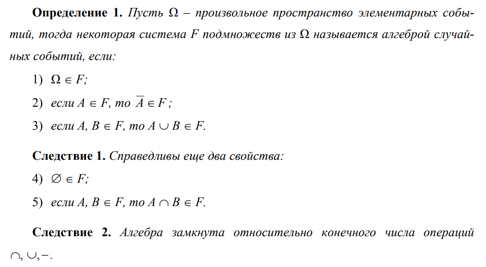 Определение 1. Пусть Ω – произвольное пространство элементарных собы-
тий, тогда некоторая система F подмножеств из Ω называется алгеброй случай-
ных событий, если:
1) Ω ∈ F;
2) если A ∈ F, то A̅ ∈ F ;
3) если A, B ∈ F, то A ∪ B ∈ F.
Следствие 1. Справедливы еще два свойства:
4) ∅ ∈ F;
5) если A, B ∈ F, то A ∩ B ∈ F.
Следствие 2. Алгебра замкнута относительно конечного числа операций
∩, ∪, − .